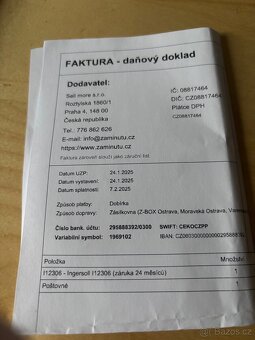 FAKTURA - daňový doklad
Dodavatel:
Sell more s.r.o.
Roztylská 1860/1
Praha 4, 148 00
Česká republika
IČ: 08817464
DIČ: CZ08817464
Plátce DPH
CZ08817464
Tel: 776 862 626
E-mail: info@zaminutu.cz
https://www.zaminutu.cz
Faktura zároveň slouží jako záruční list.
Datum UZP: 24.1.2025
Datum vystavení: 24.1.2025
Datum splatnosti: 7.2.2025
Způsob platby: Dobírka
Způsob dopravy: Zásilkovna (Z-BOX Ostrava, Moravská Ostrava,
Číslo bank. účtu: 295888392/0300 SWIFT: CEKOCZPP
Variabilní symbol: 1969102 IBAN:
Položka Množství
I12306 - Ingersoll I12306 (záruka 24 měsíců) 1
Poštovné 1